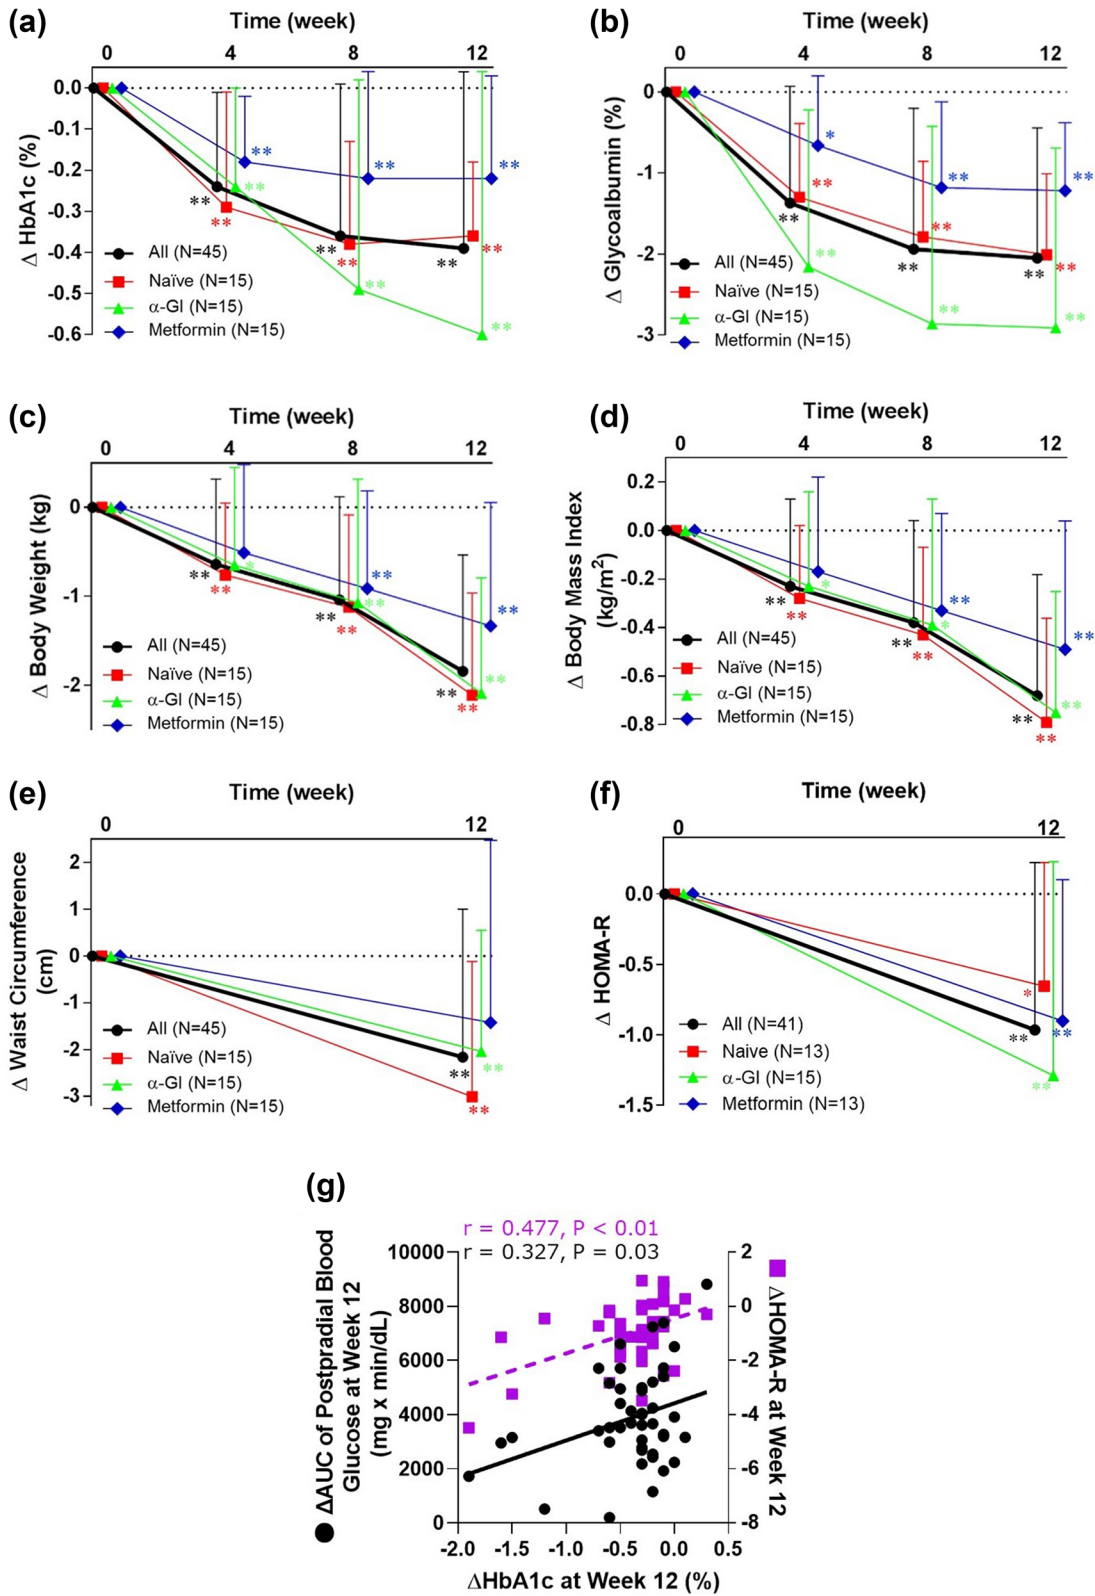 (a)
Time (week)
0 4 8 12
Δ HbA1c (%)
0.0
-0.1
-0.2
-0.3
-0.4
-0.5
-0.6
** ** ** **
** ** ** **
** ** ** **
All (N=45)
Naïve (N=15)
α-GI (N=15)
Metformin (N=15)
(b)
Time (week)
0 4 8 12
Δ Glycoalbumin (%)
0
-1
-2
-3
* ** ** **
** ** ** **
** ** ** **
All (N=45)
Naïve (N=15)
α-GI (N=15)
Metformin (N=15)
(c)
Time (week)
0 4 8 12
Δ Body Weight (kg)
0
-1
-2
** ** * **
** ** ** **
** ** **
All (N=45)
Naïve (N=15)
α-GI (N=15)
Metformin (N=15)
(d)
Time (week)
0 4 8 12
Δ Body Mass Index
(kg/m²)
0.2
0.0
-0.2
-0.4
-0.6
-0.8
** ** * **
** ** * **
** ** **
All (N=45)
Naïve (N=15)
α-GI (N=15)
Metformin (N=15)
(e)
Time (week)
0 12
Δ Waist Circumference
(cm)
2
1
0
-1
-2
-3
** ** **
All (N=45)
Naïve (N=15)
α-GI (N=15)
Metformin (N=15)
(f)
Time (week)
0 12
Δ HOMA-R
0.0
-0.5
-1.0
-1.5
* ** ** **
All (N=41)
Naive (N=13)
α-GI (N=15)
Metformin (N=13)
(g)
r = 0.477, P < 0.01
r = 0.327, P = 0.03
ΔAUC of Postpradial Blood
Glucose at Week 12
(mg x min/dL)
10000
8000
6000
4000
2000
0
2
0
-2
-4
-6
-8
ΔHOMA-R at Week 12
-2.0 -1.5 -1.0 -0.5 0.0 0.5
ΔHbA1c at Week 12 (%)